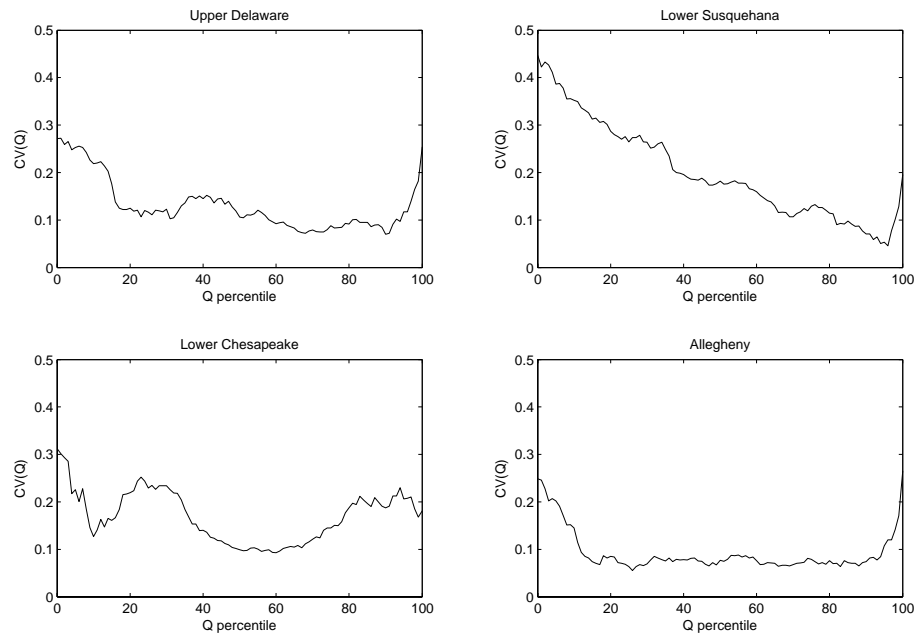 Upper Delaware
0.5
0.4
0.3
0.2
0.1
0
CV(Q)
0 20 40 60 80 100
Q percentile
Lower Susquehana
0.5
0.4
0.3
0.2
0.1
0
CV(Q)
0 20 40 60 80 100
Q percentile
Lower Chesapeake
0.5
0.4
0.3
0.2
0.1
0
CV(Q)
0 20 40 60 80 100
Q percentile
Allegheny
0.5
0.4
0.3
0.2
0.1
0
CV(Q)
0 20 40 60 80 100
Q percentile